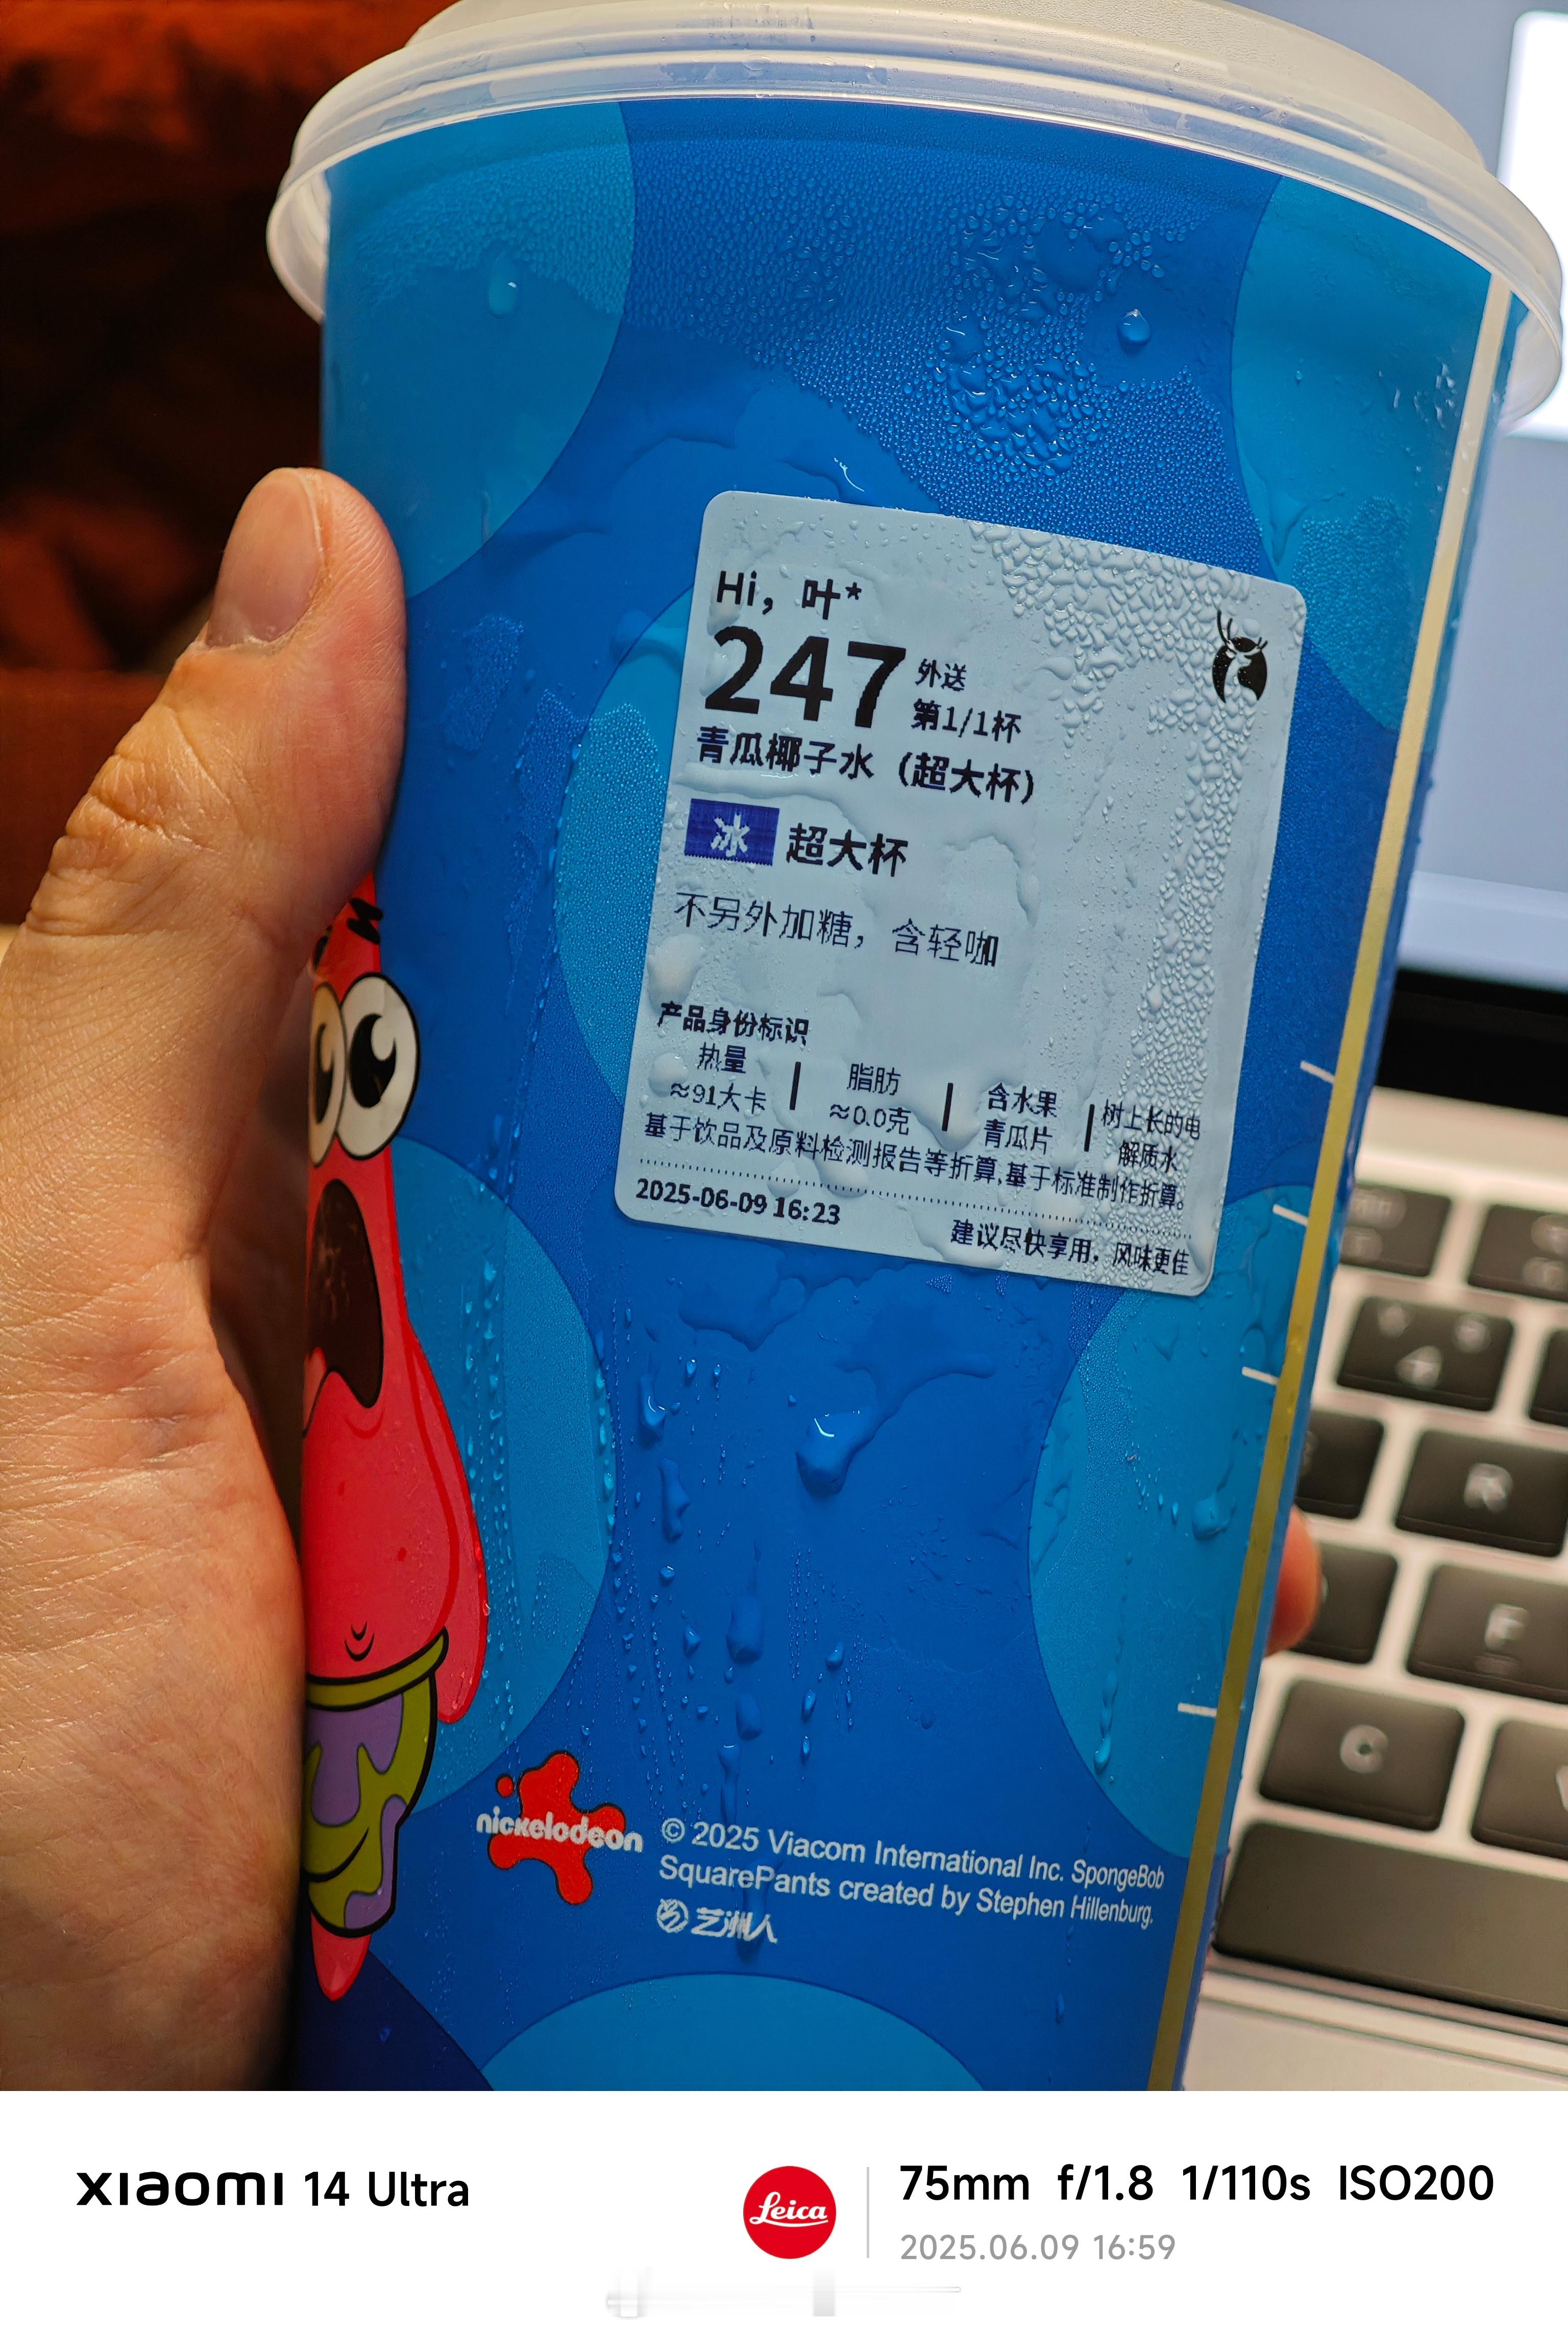 Hi, 叶*
247 外送
第1/1杯
青瓜椰子水 (超大杯)
冰 超大杯
不另外加糖, 含轻咖
产品身份标识
热量 | 脂肪 | 含水果 | 树上长的电
≈91大卡 ≈0.0克 青瓜片 解质水
基于饮品及原料检测报告等折算,基于标准制作折算。
2025-06-09 16:23
建议尽快享用, 风味更佳
nickelodeon
© 2025 Viacom International Inc. SpongeBob
SquarePants created by Stephen Hillenburg.
艺洲人
4
R
F
C
V
XIAOMI 14 Ultra
Leica
75mm f/1.8 1/110s ISO200
2025.06.09 16:59